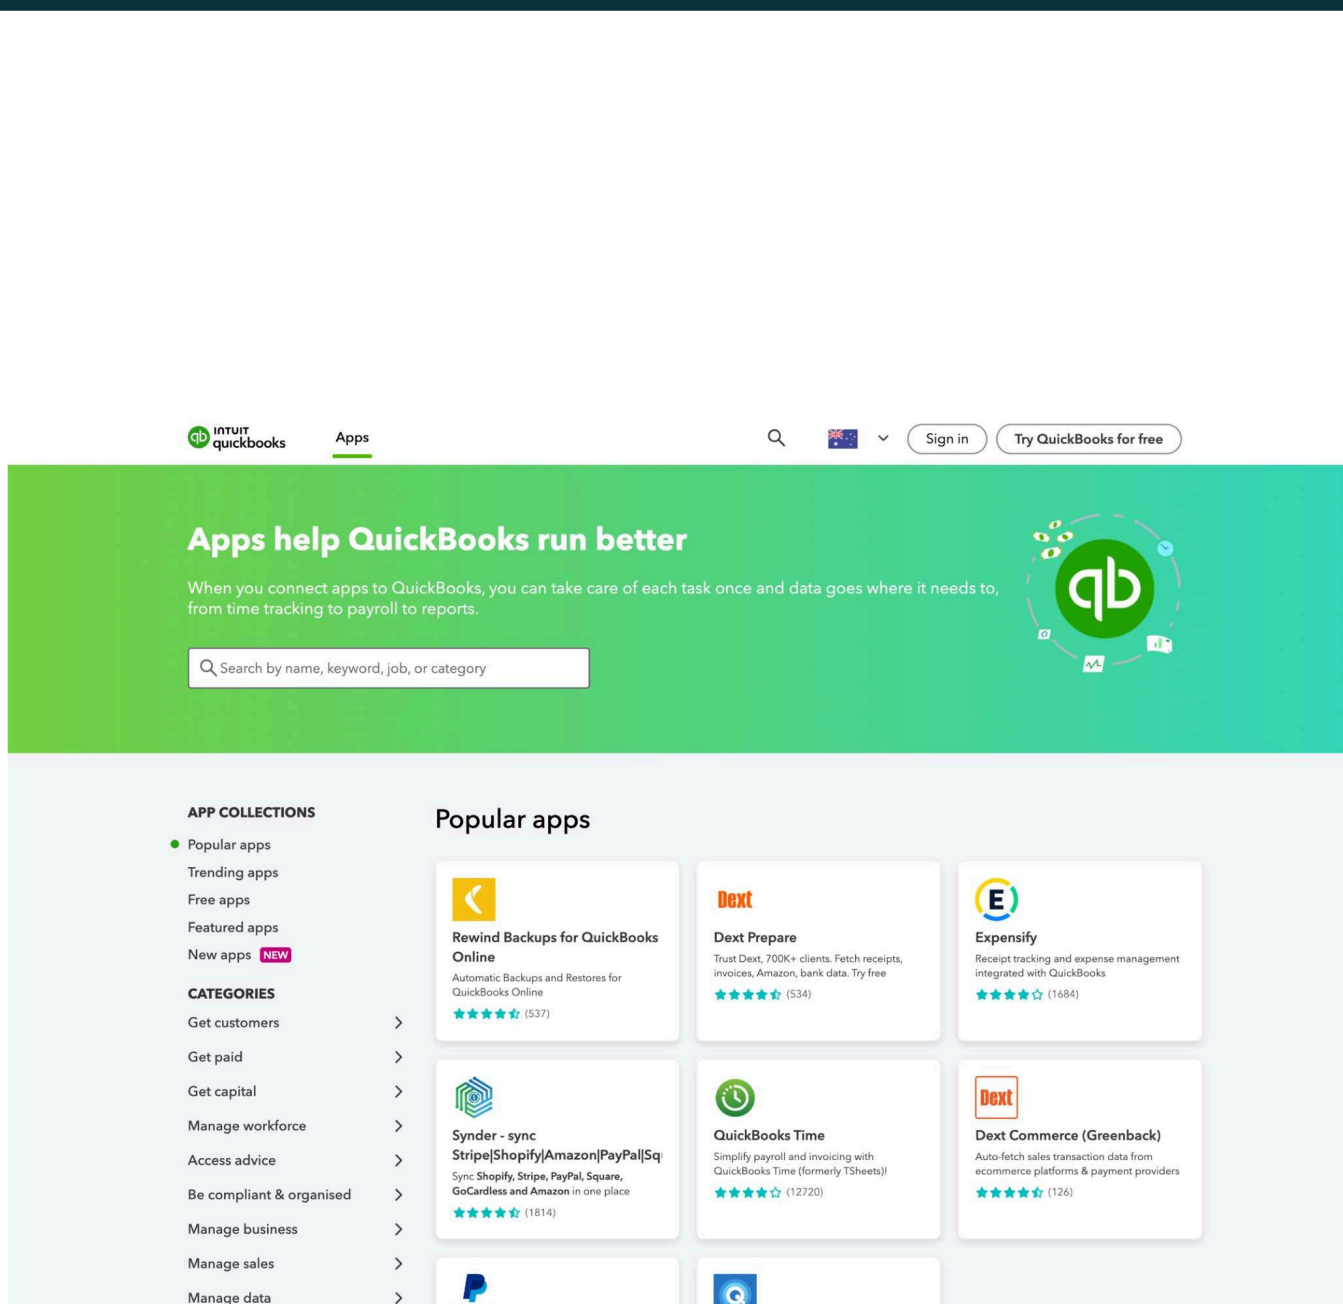 INTUIT
quickbooks
Apps
Sign in
Try QuickBooks for free
Apps help QuickBooks run better
When you connect apps to QuickBooks, you can take care of each task once and data goes where it needs to,
from time tracking to payroll to reports.
qb
Search by name, keyword, job, or category
APP COLLECTIONS
Popular apps
Trending apps
Free apps
Featured apps
New apps NEW
CATEGORIES
Get customers
Get paid
Get capital
Manage workforce
Access advice
Be compliant & organised
Manage business
Manage sales
Manage data
Popular apps
Rewind Backups for QuickBooks
Online
Automatic Backups and Restores for
QuickBooks Online
(537)
Dext
Dext Prepare
Trust Dext, 700K+ clients. Fetch receipts,
invoices, Amazon, bank data. Try free
(534)
E
Expensify
Receipt tracking and expense management
integrated with QuickBooks
(1684)
Synder - sync
Stripe|Shopify|Amazon|PayPal|Sq
Sync Shopify, Stripe, PayPal, Square,
GoCardless and Amazon in one place
(1814)
QuickBooks Time
Simplify payroll and invoicing with
QuickBooks Time (formerly TSheets)!
(12720)
Dext
Dext Commerce (Greenback)
Auto-fetch sales transaction data from
ecommerce platforms & payment providers
(126)